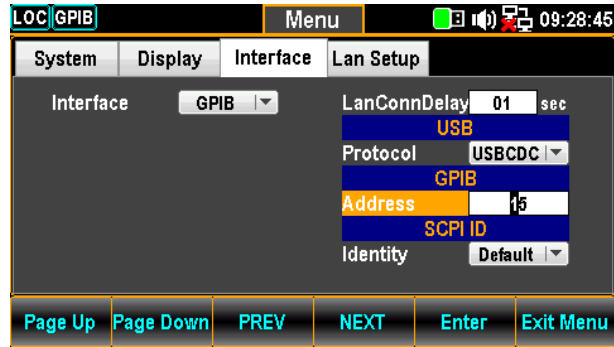 LOC GPIB Menu 09:28:45
System Display Interface Lan Setup
Interface GPIB LanConnDelay 01 sec
USB
Protocol USBCDC
GPIB
Address 15
SCPI ID
Identity Default
Page Up Page Down PREV NEXT Enter Exit Menu